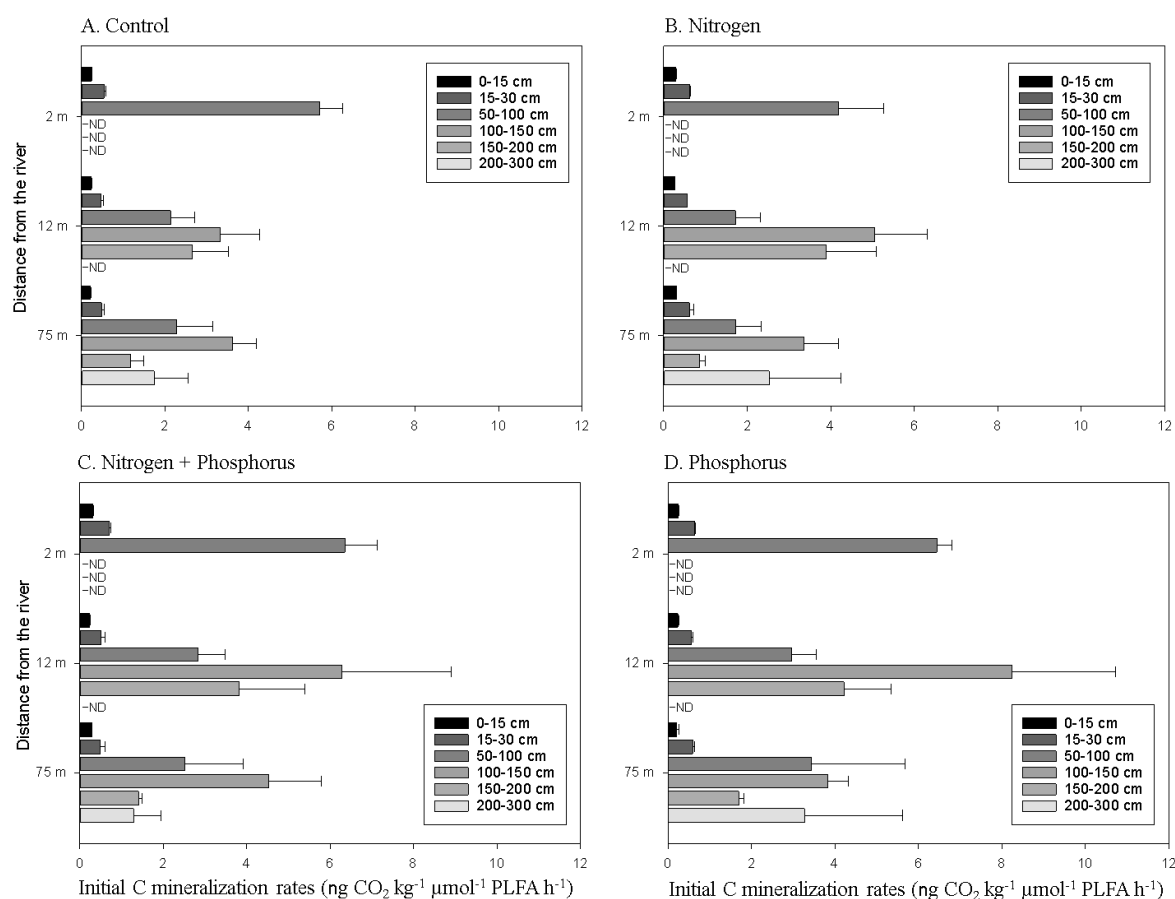 A. Control
0-15 cm
15-30 cm
50-100 cm
100-150 cm
150-200 cm
200-300 cm
Distance from the river
2 m
ND
ND
ND
12 m
ND
75 m
0 2 4 6 8 10 12
B. Nitrogen
0-15 cm
15-30 cm
50-100 cm
100-150 cm
150-200 cm
200-300 cm
2 m
ND
ND
ND
12 m
ND
75 m
0 2 4 6 8 10 12
C. Nitrogen + Phosphorus
Distance from the river
2 m
ND
ND
ND
12 m
ND
75 m
0-15 cm
15-30 cm
50-100 cm
100-150 cm
150-200 cm
200-300 cm
0 2 4 6 8 10 12
Initial C mineralization rates (ng CO₂ kg⁻¹ µmol⁻¹ PLFA h⁻¹)
D. Phosphorus
2 m
ND
ND
ND
12 m
ND
75 m
0-15 cm
15-30 cm
50-100 cm
100-150 cm
150-200 cm
200-300 cm
0 2 4 6 8 10 12
Initial C mineralization rates (ng CO₂ kg⁻¹ µmol⁻¹ PLFA h⁻¹)